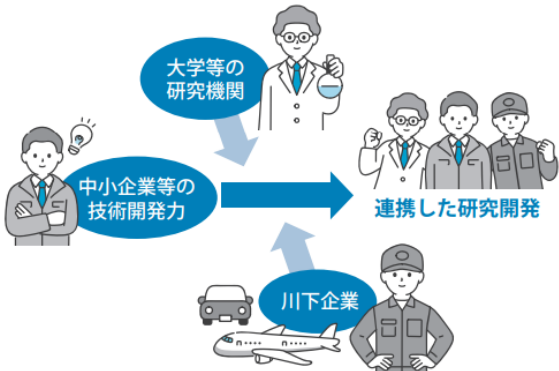 大学等の
研究機関
中小企業等の
技術開発力
連携した研究開発
川下企業